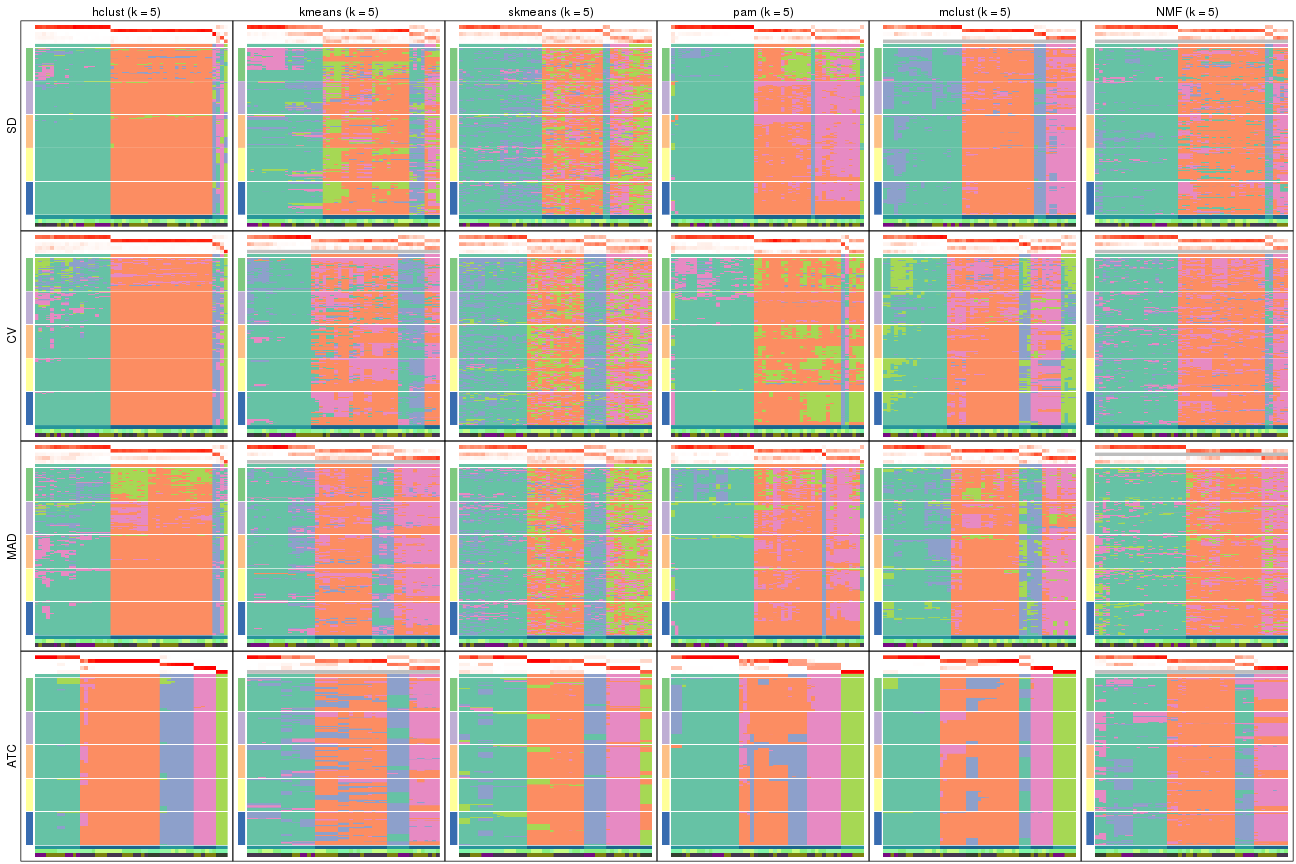 hclust (k = 5) kmeans (k = 5) skmeans (k = 5) pam (k = 5) mclust (k = 5) NMF (k = 5)
SD
CV
MAD
ATC